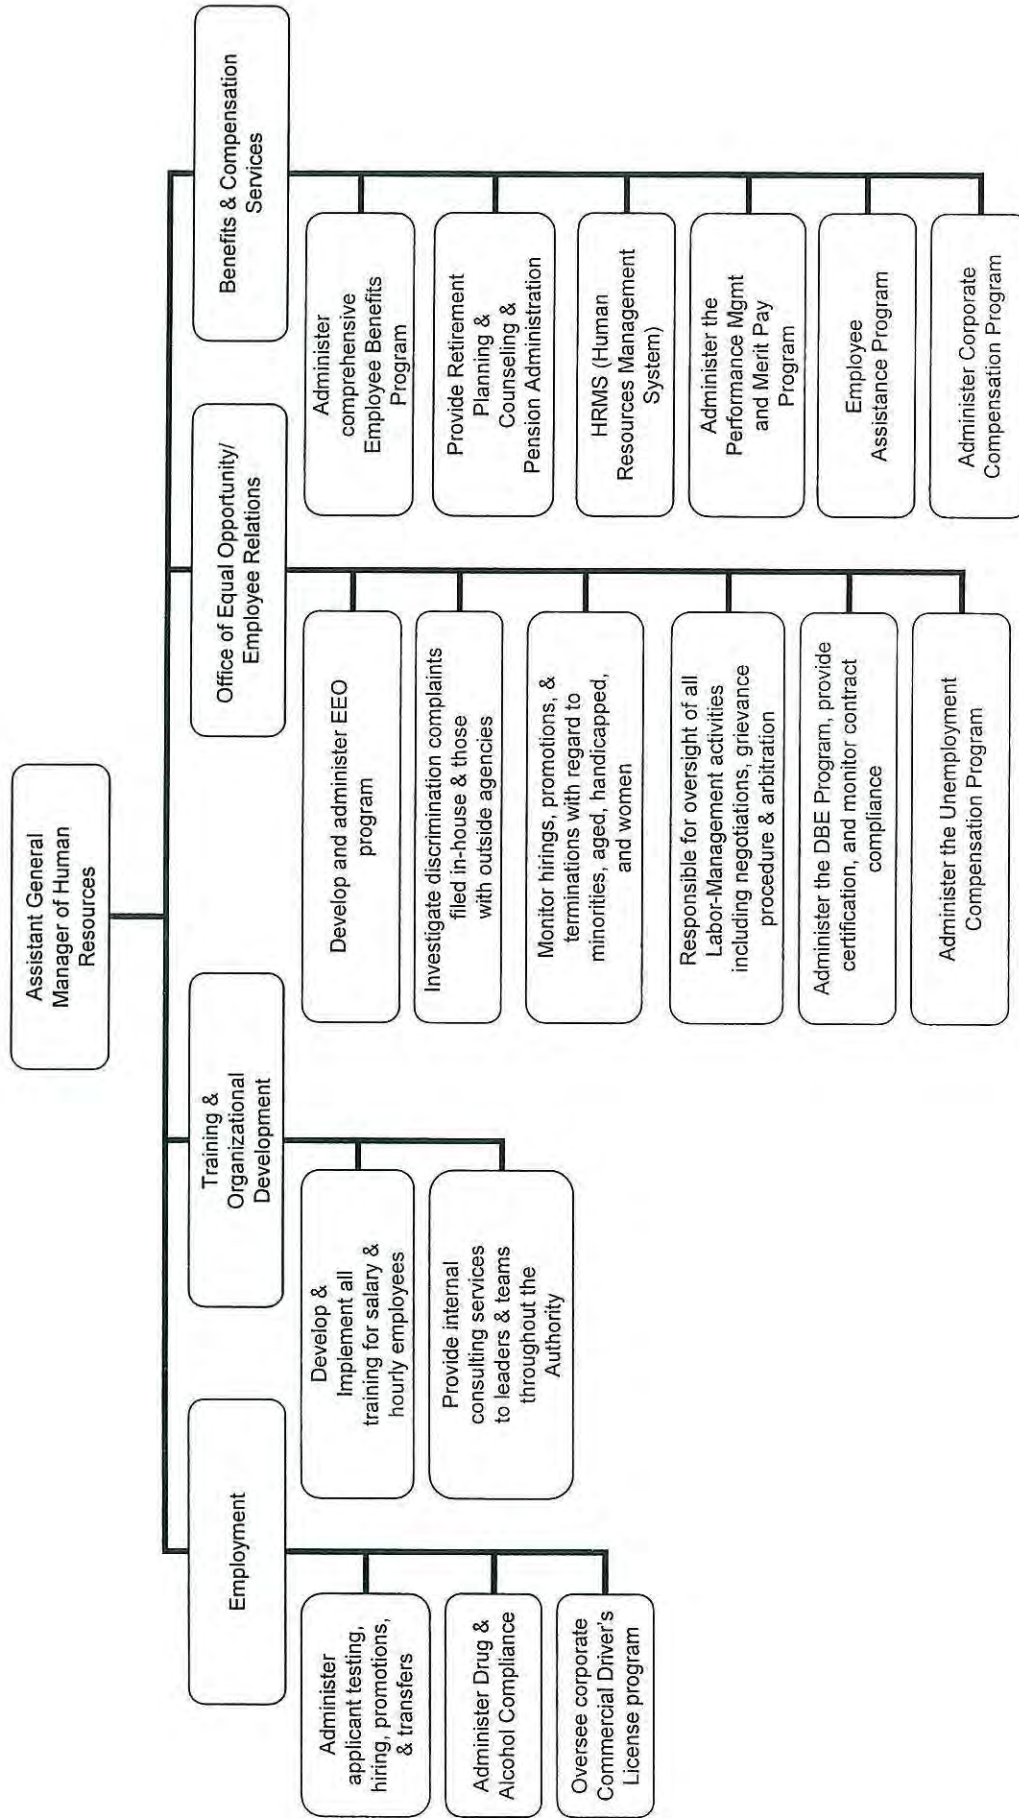 Assistant General
Manager of Human
Resources
Employment
Administer
applicant testing,
hiring, promotions,
& transfers
Administer Drug &
Alcohol Compliance
Oversee corporate
Commercial Driver's
License program
Training &
Organizational
Development
Develop &
Implement all
training for salary &
hourly employees
Provide internal
consulting services
to leaders & teams
throughout the
Authority
Office of Equal Opportunity/
Employee Relations
Develop and administer EEO
program
Investigate discrimination complaints
filed in-house & those
with outside agencies
Monitor hirings, promotions, &
terminations with regard to
minorities, aged, handicapped,
and women
Responsible for oversight of all
Labor-Management activities
including negotiations, grievance
procedure & arbitration
Administer the DBE Program, provide
certification, and monitor contract
compliance
Administer the Unemployment
Compensation Program
Benefits & Compensation
Services
Administer
comprehensive
Employee Benefits
Program
Provide Retirement
Planning &
Counseling &
Pension Administration
HRMS (Human
Resources Management
System)
Administer the
Performance Mgmt
and Merit Pay
Program
Employee
Assistance Program
Administer Corporate
Compensation Program